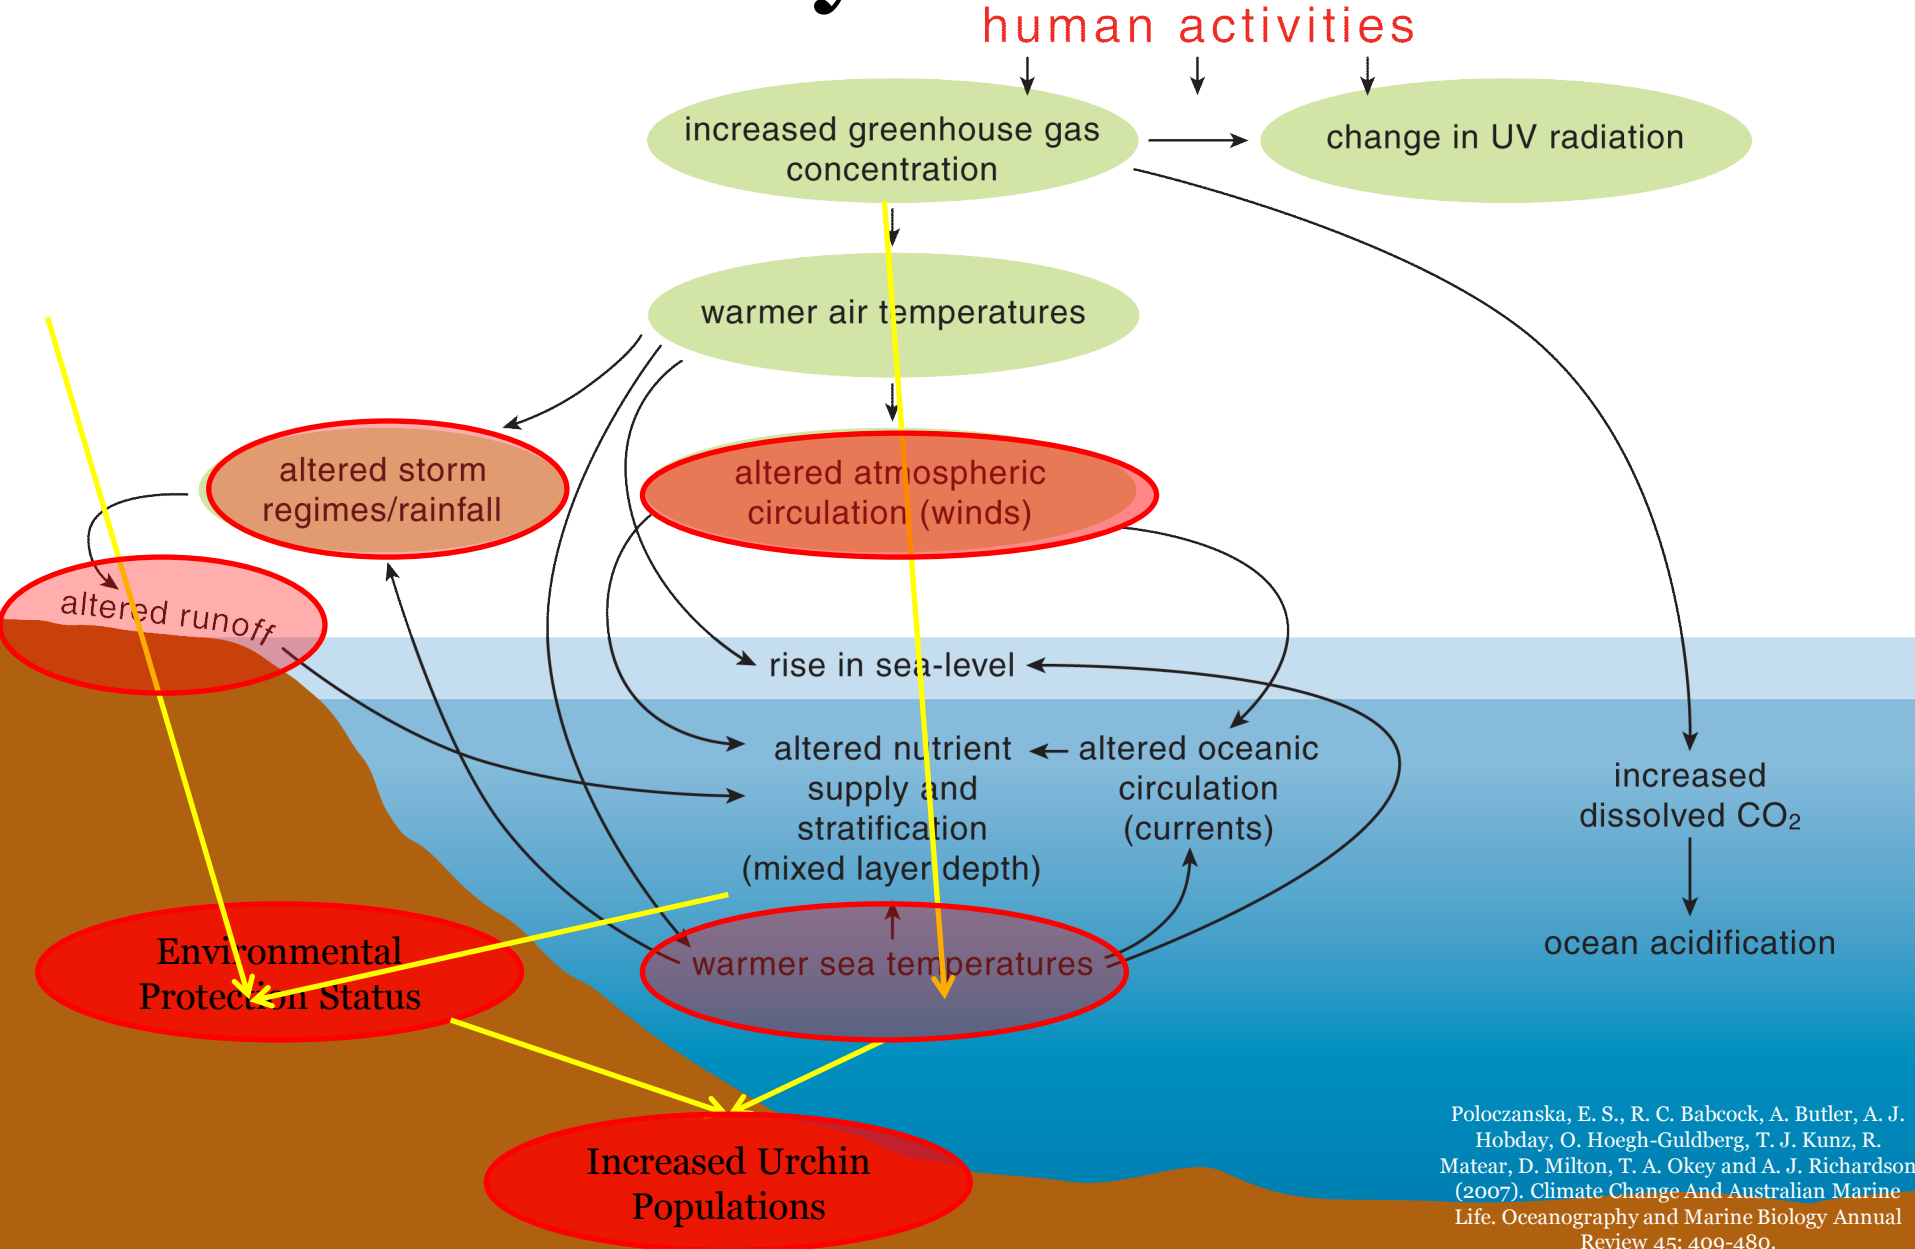 human activities
increased greenhouse gas
concentration
change in UV radiation
warmer air temperatures
altered storm
regimes/rainfall
altered atmospheric
circulation (winds)
altered runoff
rise in sea-level
altered nutrient
supply and
stratification
(mixed layer depth)
altered oceanic
circulation
(currents)
increased
dissolved CO₂
ocean acidification
Environmental
Protection Status
warmer sea temperatures
Increased Urchin
Populations
Poloczanska, E. S., R. C. Babcock, A. Butler, A. J.
Hobday, O. Hoegh-Guldberg, T. J. Kunz, R.
Matear, D. Milton, T. A. Okey and A. J. Richardson
(2007). Climate Change And Australian Marine
Life. Oceanography and Marine Biology Annual
Review 45: 409-480.